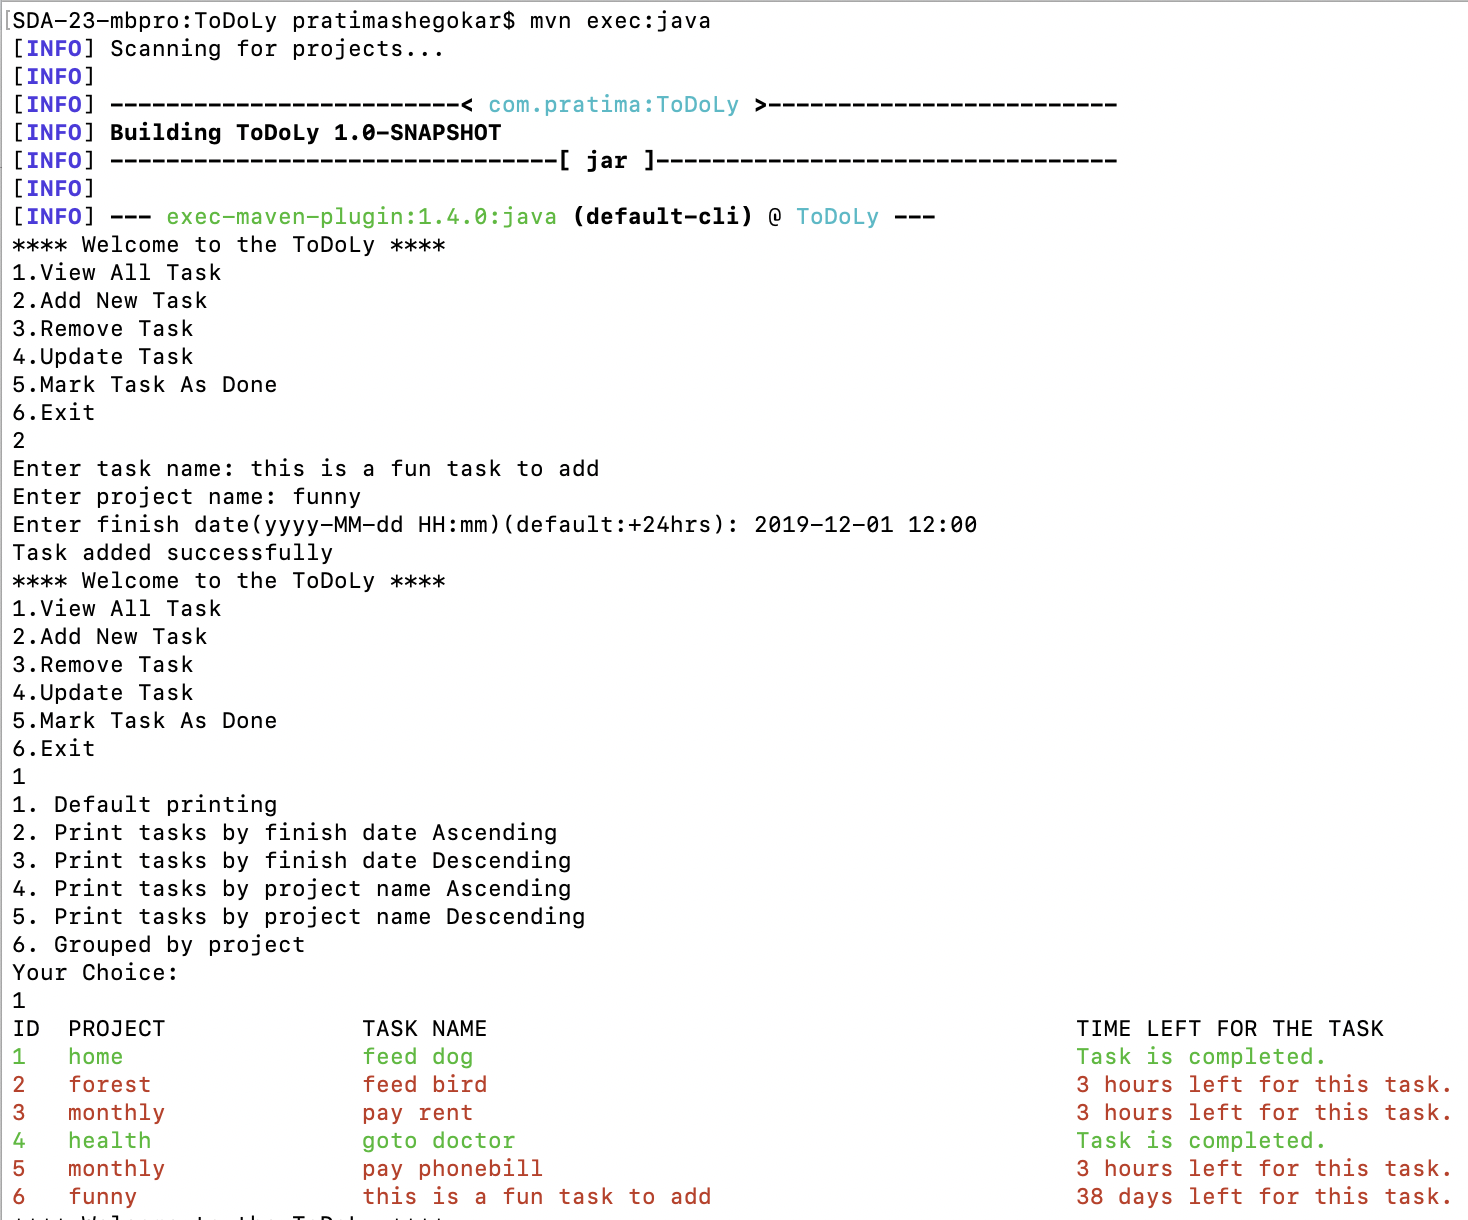 SDA-23-mbpro:ToDoLy pratimashegokar$ mvn exec:java
[INFO] Scanning for projects...
[INFO]
[INFO] -------------------------< com.pratima:ToDoLy >-------------------------
[INFO] Building ToDoLy 1.0-SNAPSHOT
[INFO] --------------------------------[ jar ]---------------------------------
[INFO]
[INFO] --- exec-maven-plugin:1.4.0:java (default-cli) @ ToDoLy ---
**** Welcome to the ToDoLy ****
1.View All Task
2.Add New Task
3.Remove Task
4.Update Task
5.Mark Task As Done
6.Exit
2
Enter task name: this is a fun task to add
Enter project name: funny
Enter finish date(yyyy-MM-dd HH:mm)(default:+24hrs): 2019-12-01 12:00
Task added successfully
**** Welcome to the ToDoLy ****
1.View All Task
2.Add New Task
3.Remove Task
4.Update Task
5.Mark Task As Done
6.Exit
1
1. Default printing
2. Print tasks by finish date Ascending
3. Print tasks by finish date Descending
4. Print tasks by project name Ascending
5. Print tasks by project name Descending
6. Grouped by project
Your Choice:
1
ID  PROJECT              TASK NAME                                          TIME LEFT FOR THE TASK
1   home                 feed dog                                           Task is completed.
2   forest               feed bird                                          3 hours left for this task.
3   monthly              pay rent                                           3 hours left for this task.
4   health               goto doctor                                        Task is completed.
5   monthly              pay phonebill                                      3 hours left for this task.
6   funny                this is a fun task to add                          38 days left for this task.
**** Welcome to the ToDoLy ****